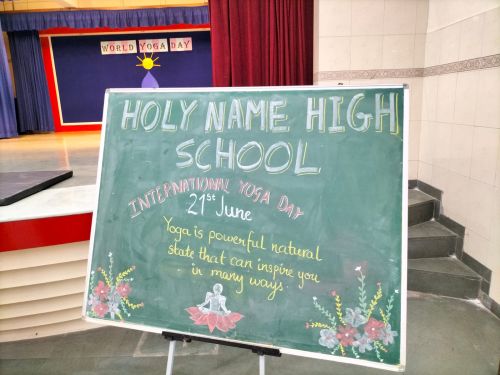 WORLD YOGA DAY
HOLY NAME HIGH
SCHOOL
INTERNATIONAL YOGA DAY
21st June
Yoga is powerful natural
state that can inspire you
in many ways.